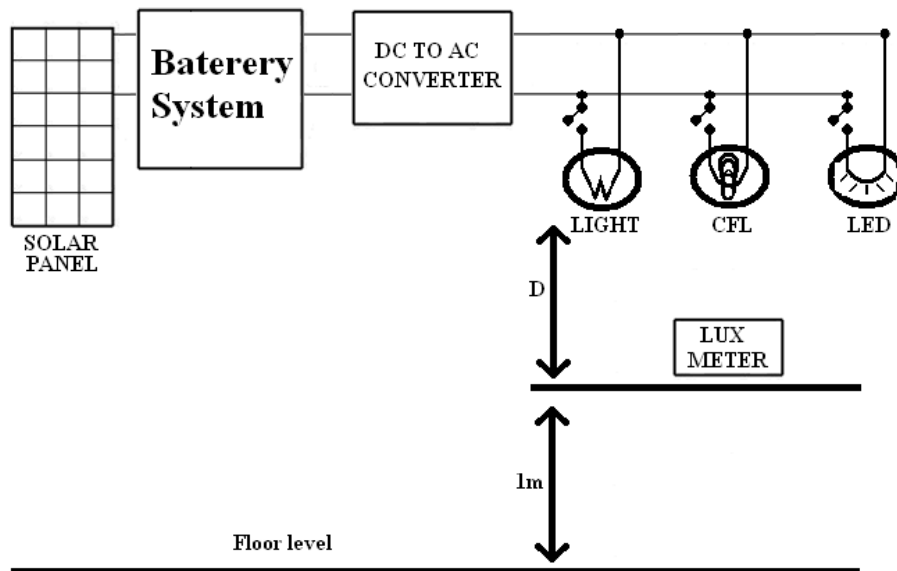 Baterery
System
DC TO AC
CONVERTER
SOLAR
PANEL
LIGHT
CFL
LED
D
LUX
METER
1m
Floor level